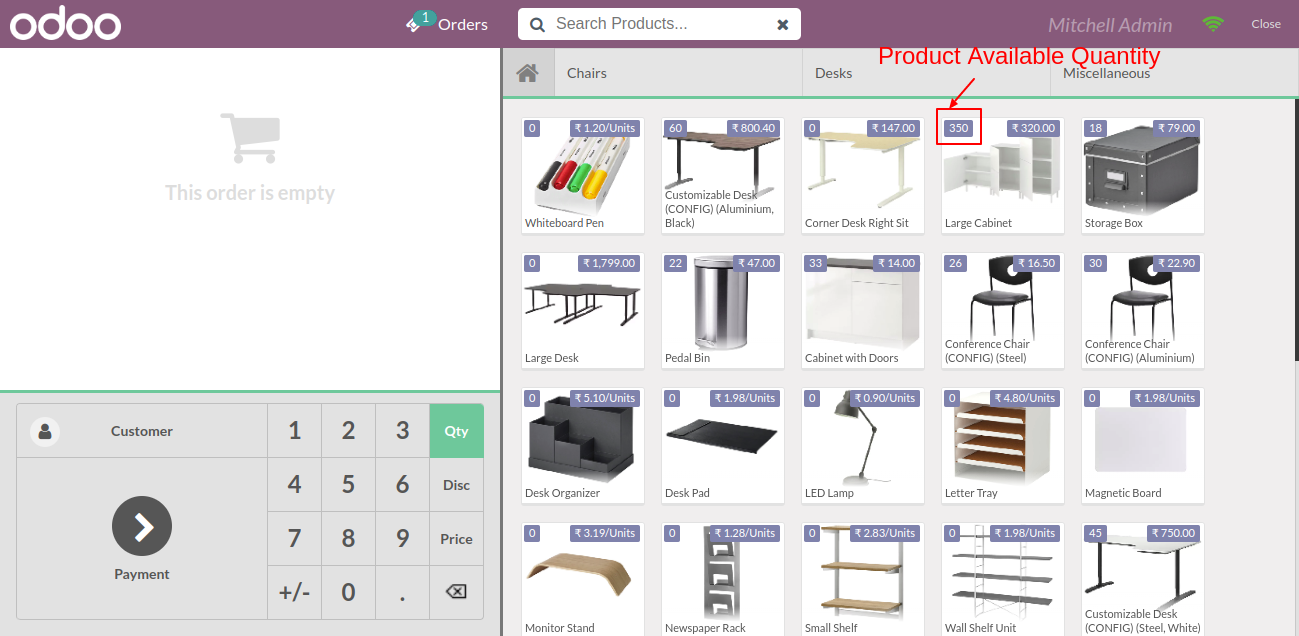 odoo
1
Orders
Search Products...
Mitchell Admin
Close
Product Available Quantity
Chairs
Desks
Miscellaneous
This order is empty
0
₹ 1.20/Units
Whiteboard Pen
60
₹ 800.40
Customizable Desk
(CONFIG) (Aluminium,
Black)
0
₹ 147.00
Corner Desk Right Sit
350
₹ 320.00
Large Cabinet
18
₹ 79.00
Storage Box
0
₹ 1,799.00
Large Desk
22
₹ 47.00
Pedal Bin
33
₹ 14.00
Cabinet with Doors
26
₹ 16.50
Conference Chair
(CONFIG) (Steel)
30
₹ 22.90
Conference Chair
(CONFIG) (Aluminium)
0
₹ 5.10/Units
Desk Organizer
0
₹ 1.98/Units
Desk Pad
0
₹ 0.90/Units
LED Lamp
0
₹ 4.80/Units
Letter Tray
0
₹ 1.98/Units
Magnetic Board
0
₹ 3.19/Units
Monitor Stand
0
₹ 1.28/Units
Newspaper Rack
0
₹ 2.83/Units
Small Shelf
0
₹ 1.98/Units
Wall Shelf Unit
45
₹ 750.00
Customizable Desk
(CONFIG) (Steel, White)
Customer
1
2
3
Qty
4
5
6
Disc
7
8
9
Price
Payment
+/-
0
.